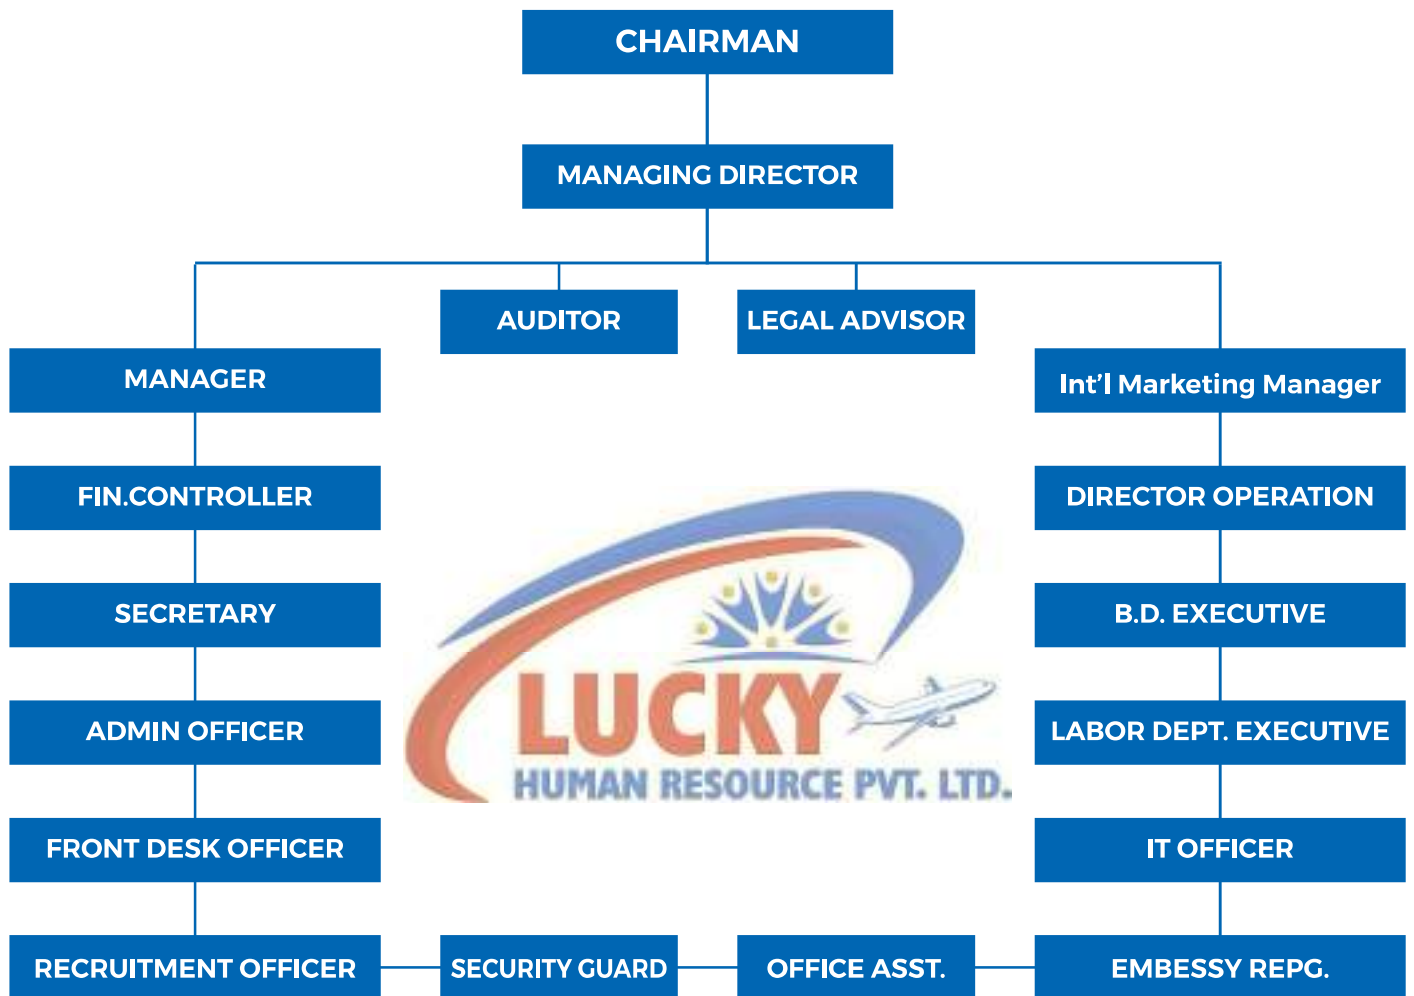 CHAIRMAN
MANAGING DIRECTOR
AUDITOR
LEGAL ADVISOR
MANAGER
Int'l Marketing Manager
FIN.CONTROLLER
DIRECTOR OPERATION
SECRETARY
B.D. EXECUTIVE
ADMIN OFFICER
LABOR DEPT. EXECUTIVE
LUCKY
HUMAN RESOURCE PVT. LTD.
FRONT DESK OFFICER
IT OFFICER
RECRUITMENT OFFICER
SECURITY GUARD
OFFICE ASST.
EMBESSY REPG.